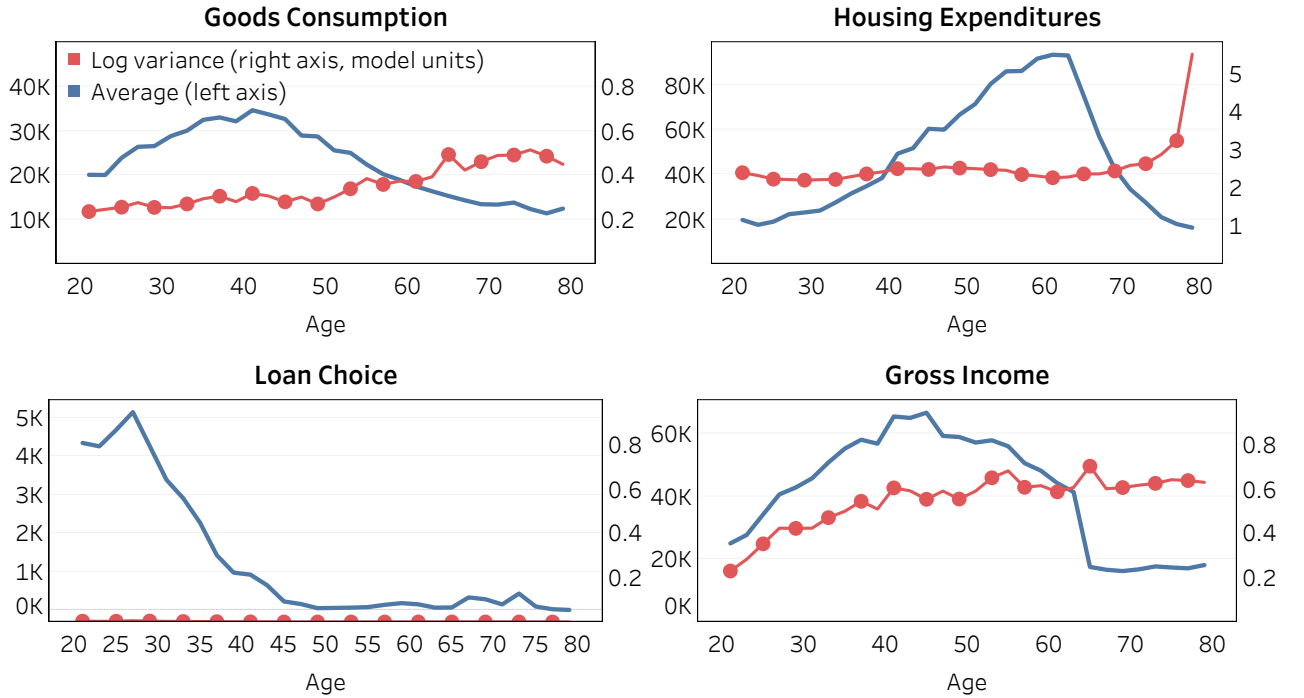 Goods Consumption
Log variance (right axis, model units)
Average (left axis)
40K
30K
20K
10K
0.8
0.6
0.4
0.2
20 30 40 50 60 70 80
Age
Housing Expenditures
80K
60K
40K
20K
5
4
3
2
1
20 30 40 50 60 70 80
Age
Loan Choice
5K
4K
3K
2K
1K
0K
0.8
0.6
0.4
0.2
20 25 30 35 40 45 50 55 60 65 70 75 80
Age
Gross Income
60K
40K
20K
0K
0.8
0.6
0.4
0.2
20 30 40 50 60 70 80
Age